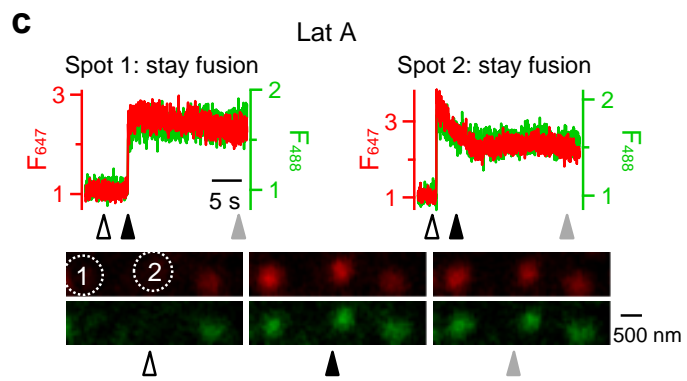 c
Lat A
Spot 1: stay fusion
Spot 2: stay fusion
F647
3
1
2
1
F488
5 s
F647
3
1
2
1
F488
1
2
500 nm